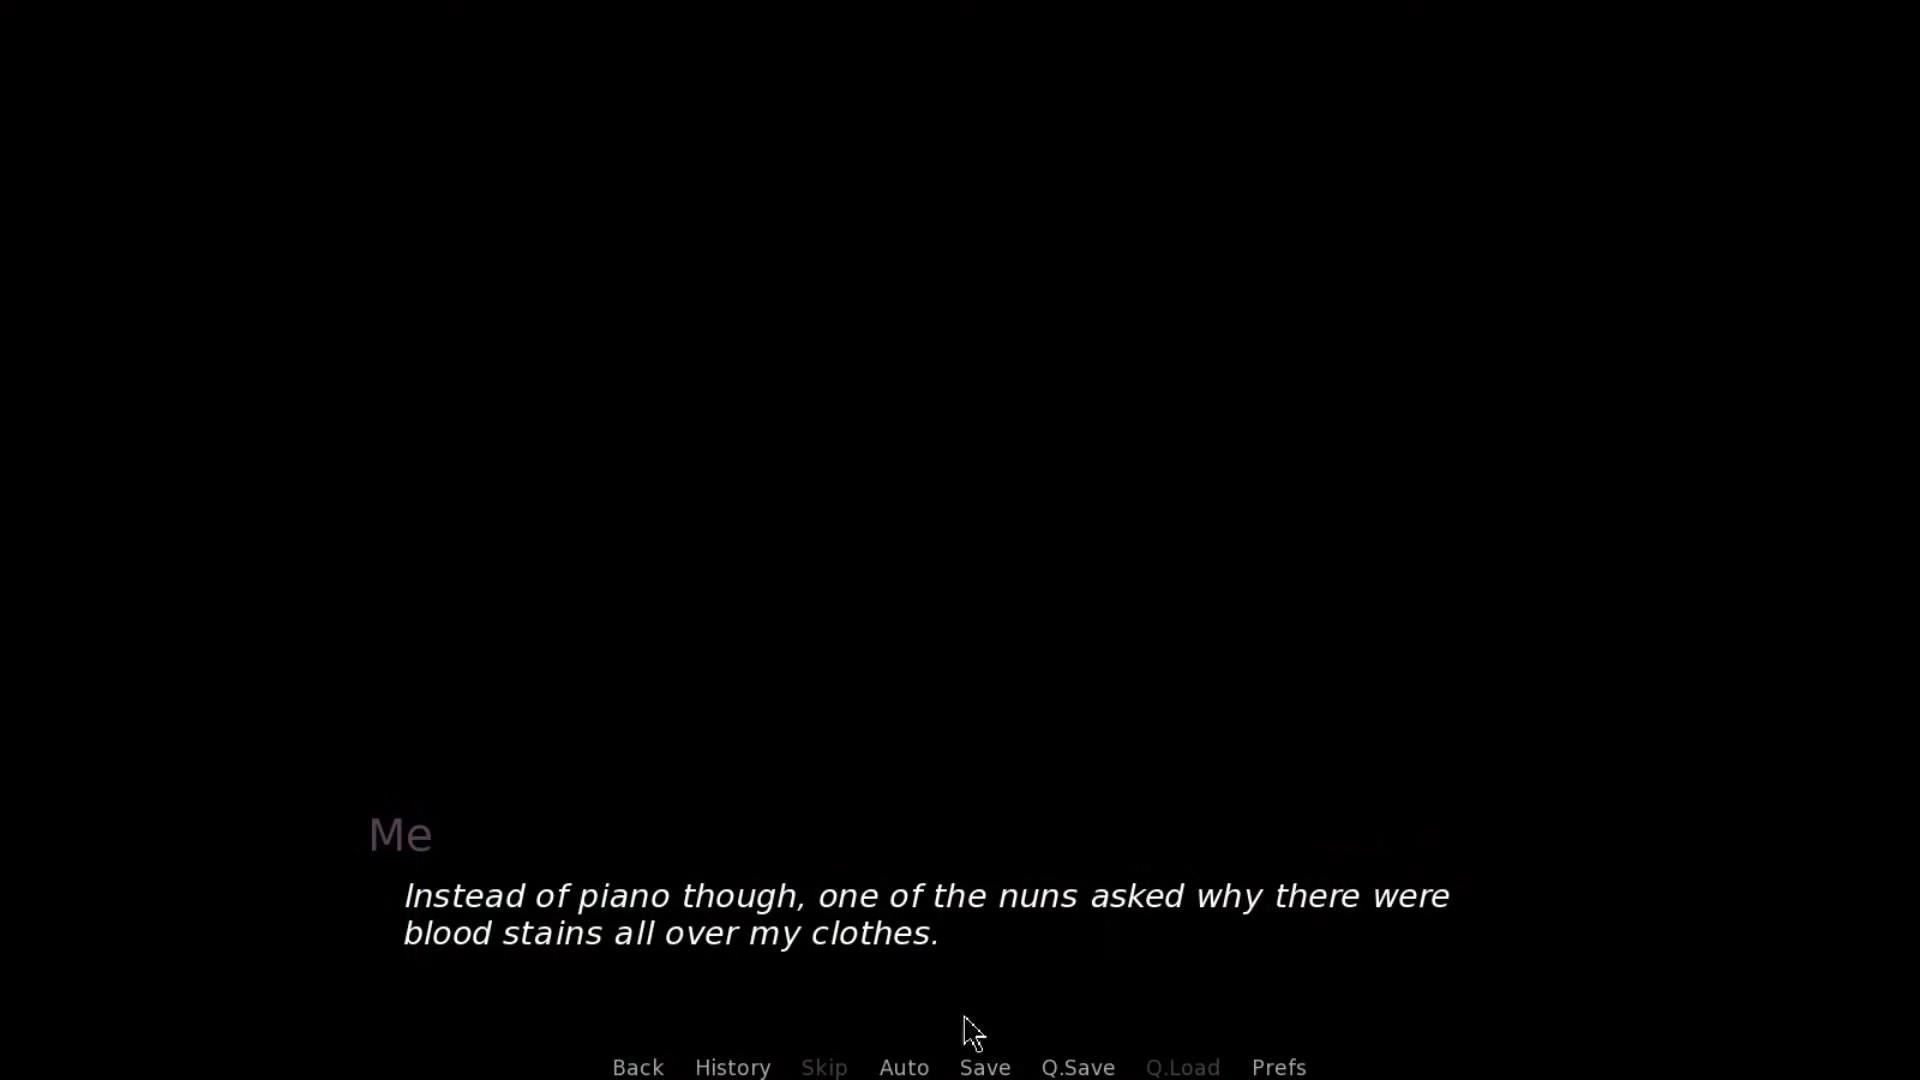 Me
Instead of piano though, one of the nuns asked why there were
blood stains all over my clothes.
Back History Skip Auto Save Q.Save Q.Load Prefs